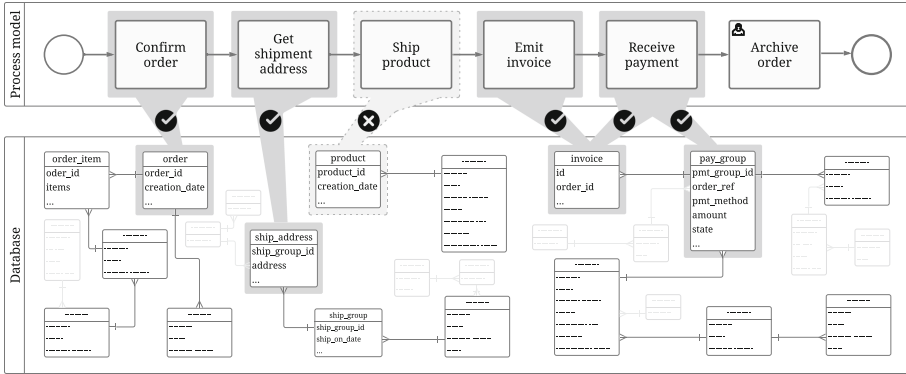 Process model
Confirm
order
Get
shipment
address
Ship
product
Emit
invoice
Receive
payment
Archive
order
Database
order_item
oder_id
items
...
order
order_id
creation_date
...
product
product_id
creation_date
...
invoice
id
order_id
...
pay_group
pmt_group_id
order_ref
pmt_method
amount
state
...
ship_address
ship_group_id
address
...
ship_group
ship_group_id
ship_on_date
...